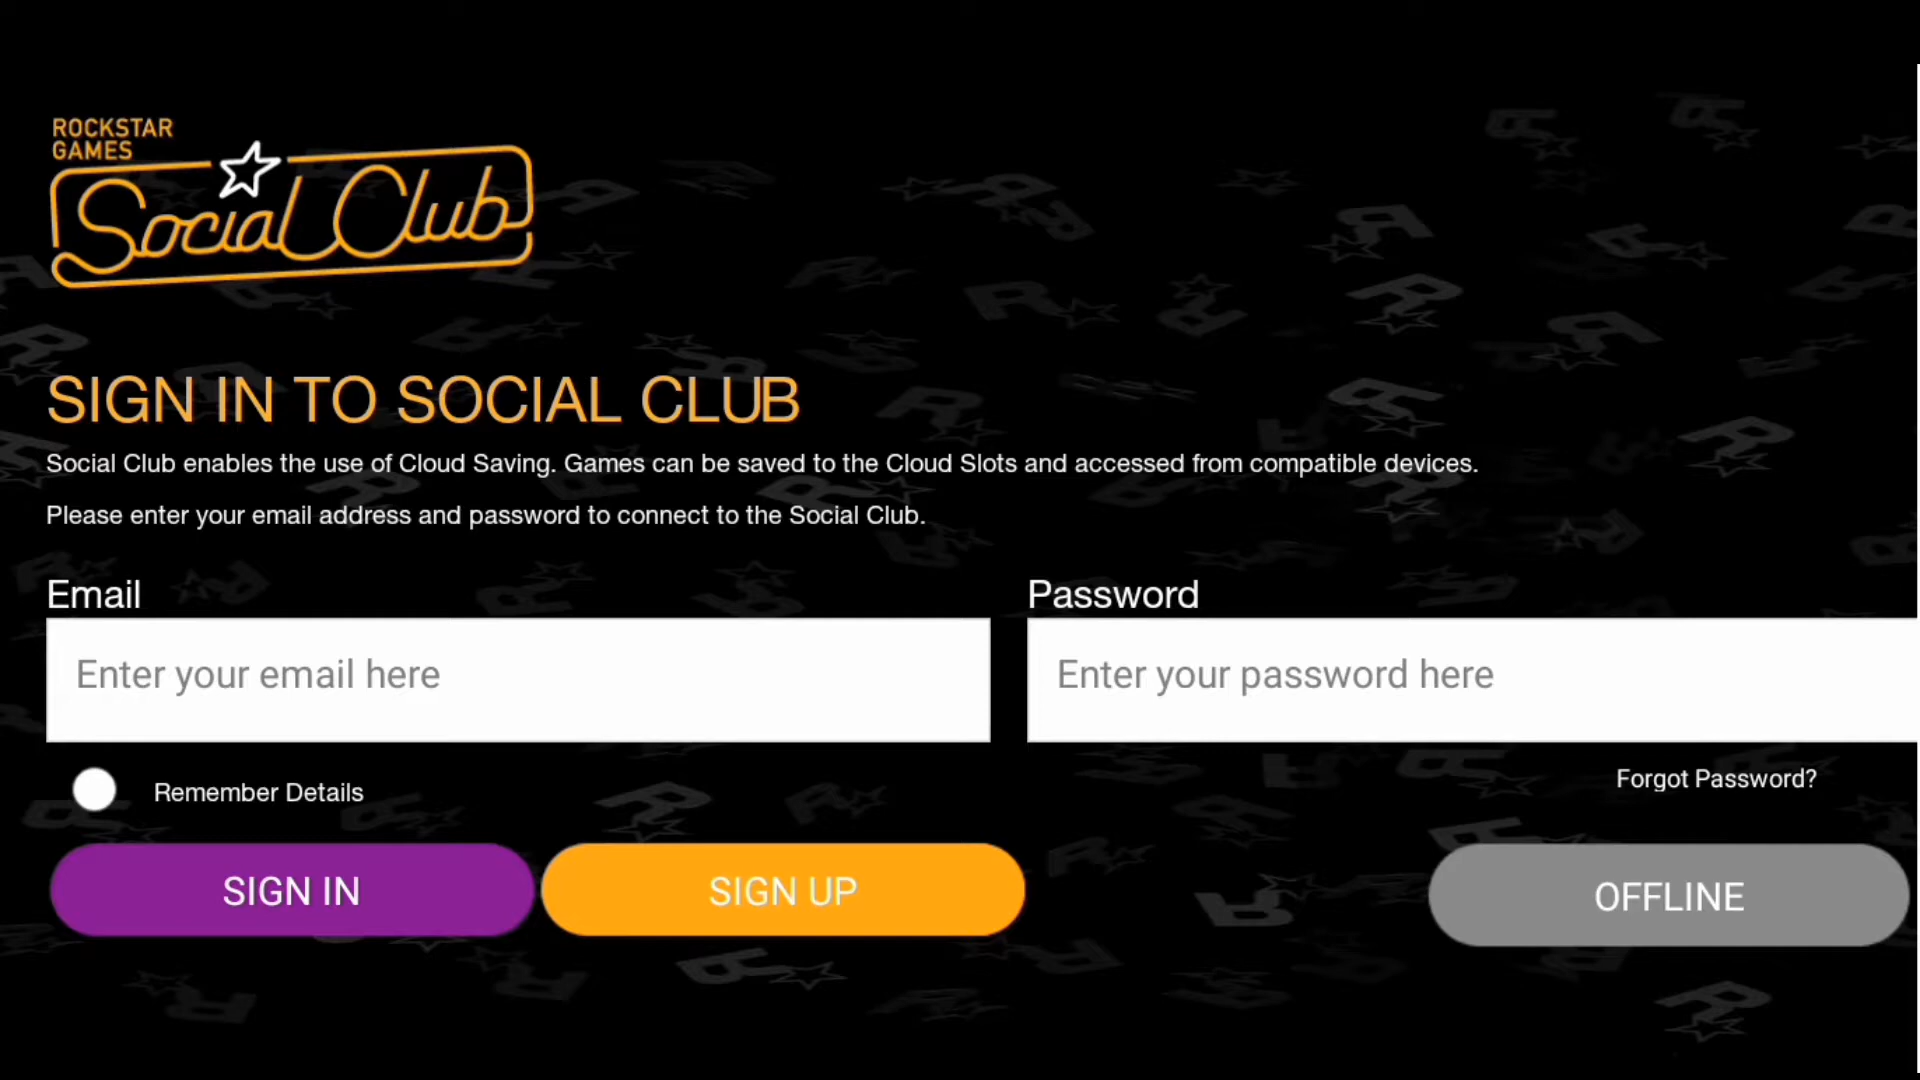 ROCKSTAR
GAMES
Social Club
SIGN IN TO SOCIAL CLUB
Social Club enables the use of Cloud Saving. Games can be saved to the Cloud Slots and accessed from compatible devices.
Please enter your email address and password to connect to the Social Club.
Email
Password
Enter your email here
Enter your password here
Remember Details
Forgot Password?
SIGN IN
SIGN UP
OFFLINE